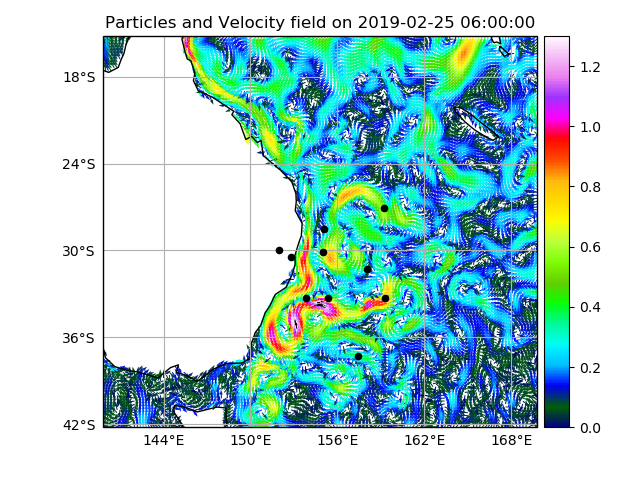 Particles and Velocity field on 2019-02-25 06:00:00
18°S
24°S
30°S
36°S
42°S
144°E 150°E 156°E 162°E 168°E
1.2
1.0
0.8
0.6
0.4
0.2
0.0